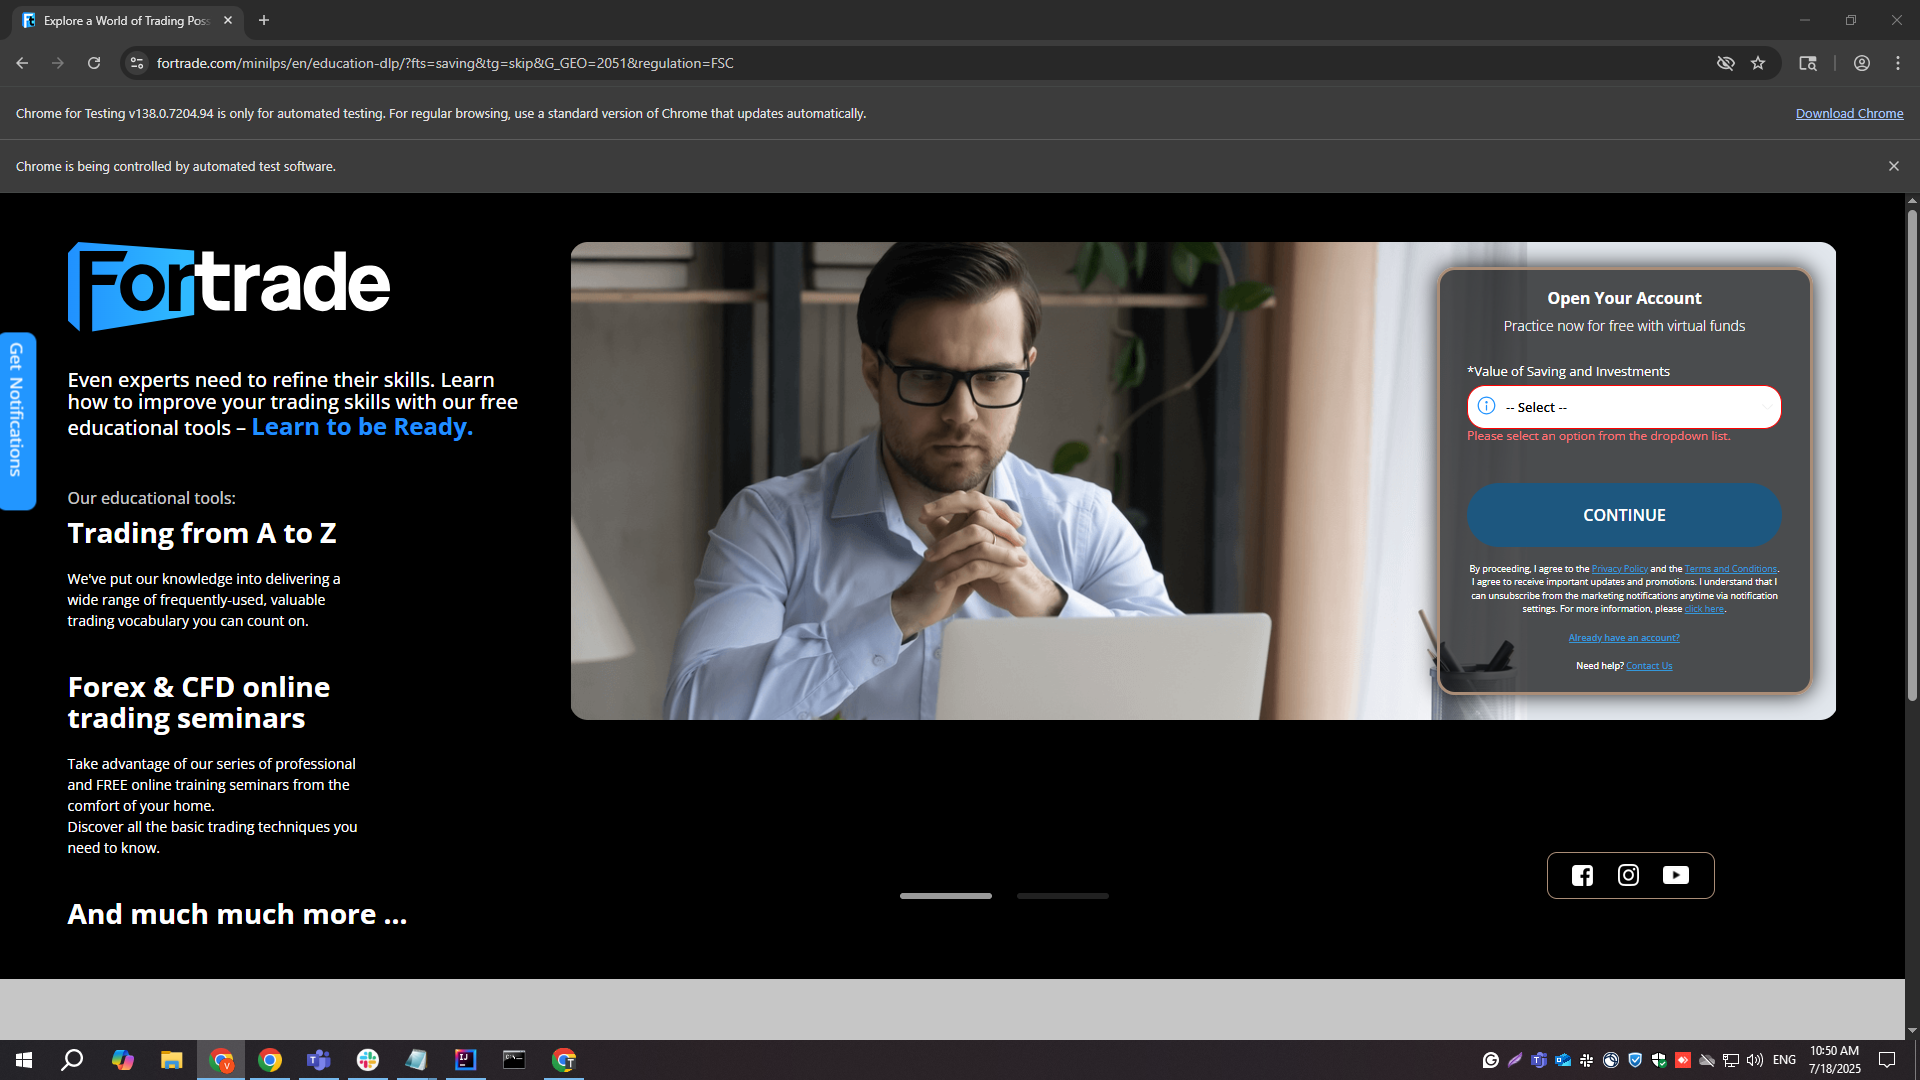 Explore a World of Trading Pos
fortrade.com/minilps/en/education-dlp/?fts=saving&tg=skip&G_GEO=2051&regulation=FSC
Chrome for Testing v138.0.7204.94 is only for automated testing. For regular browsing, use a standard version of Chrome that updates automatically.
Download Chrome
Chrome is being controlled by automated test software.
Fortrade
Get Notifications
Even experts need to refine their skills. Learn
how to improve your trading skills with our free
educational tools – Learn to be Ready.
Our educational tools:
Trading from A to Z
We've put our knowledge into delivering a
wide range of frequently-used, valuable
trading vocabulary you can count on.
Forex & CFD online
trading seminars
Take advantage of our series of professional
and FREE online training seminars from the
comfort of your home.
Discover all the basic trading techniques you
need to know.
And much much more ...
Open Your Account
Practice now for free with virtual funds
*Value of Saving and Investments
-- Select --
Please select an option from the dropdown list.
CONTINUE
By proceeding, I agree to the Privacy Policy and the Terms and Conditions.
I agree to receive important updates and promotions. I understand that I
can unsubscribe from the marketing notifications anytime via notification
settings. For more information, please click here.
Already have an account?
Need help? Contact Us
ENG
10:50 AM
7/18/2025